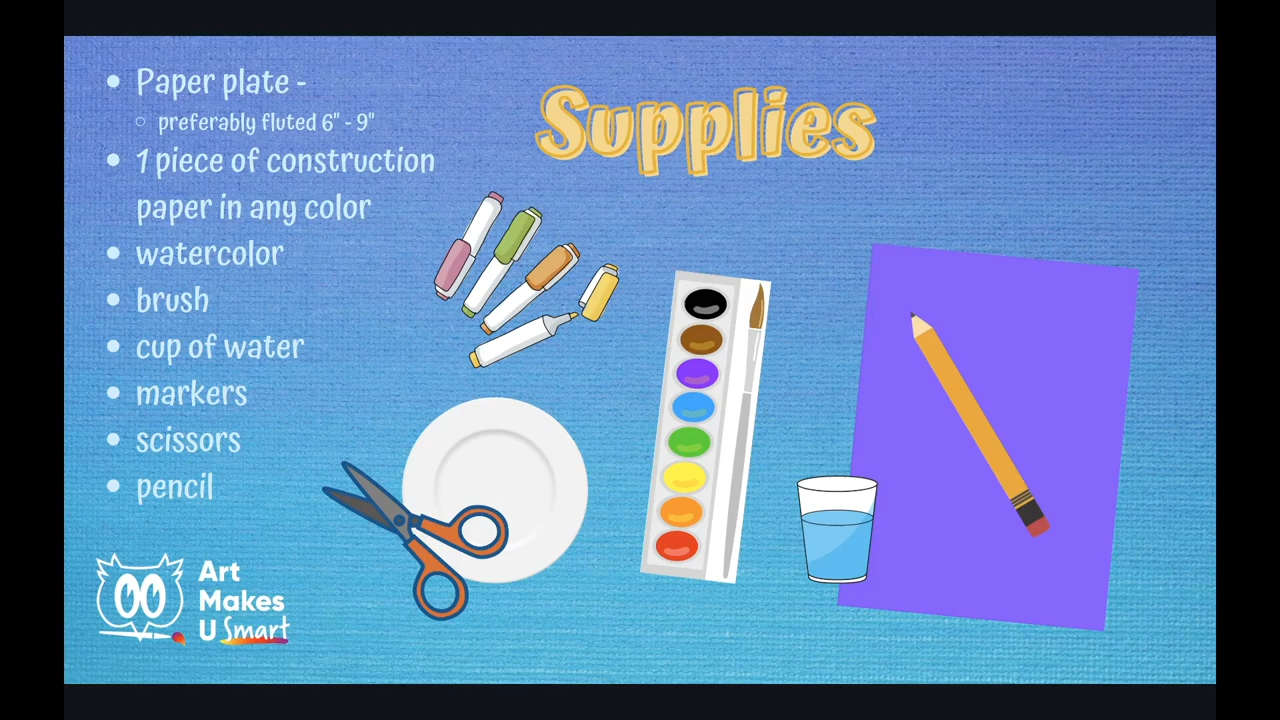 Supplies
Paper plate -
preferably fluted 6" - 9"
1 piece of construction
paper in any color
watercolor
brush
cup of water
markers
scissors
pencil
Art
Makes
U Smart